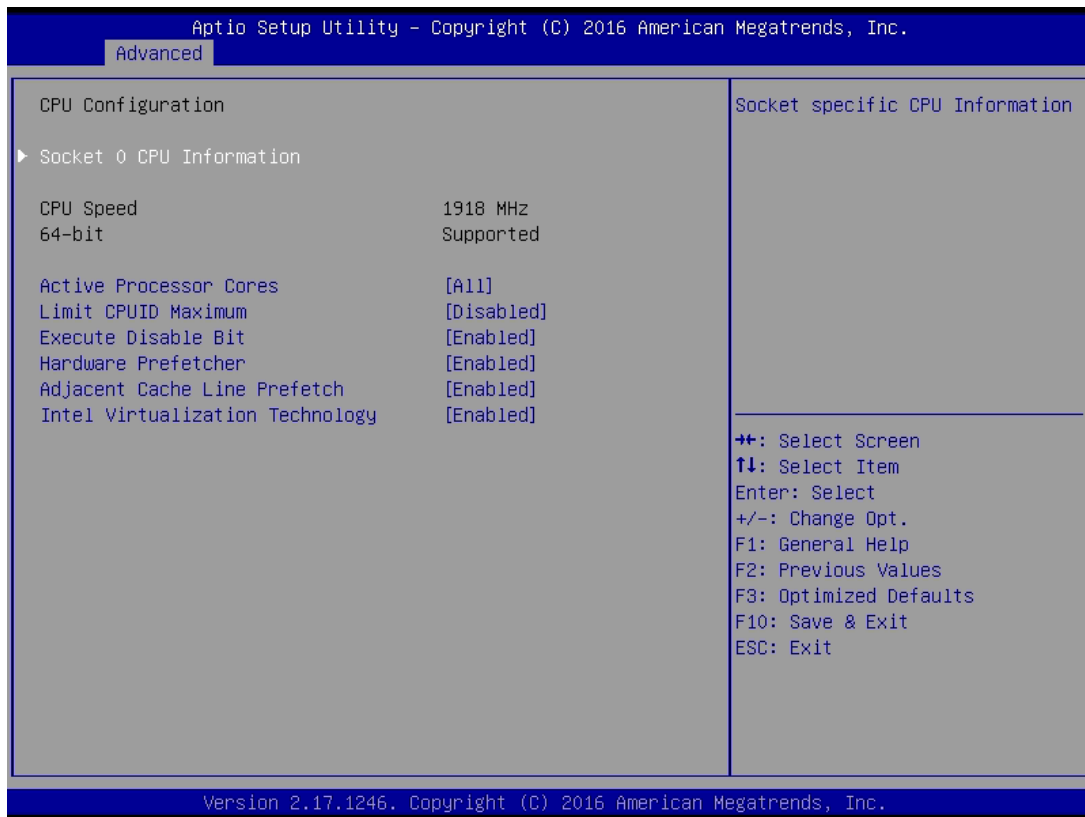 Aptio Setup Utility – Copyright (C) 2016 American Megatrends, Inc.
Advanced
CPU Configuration
▶ Socket 0 CPU Information
CPU Speed 1918 MHz
64-bit Supported
Active Processor Cores [All]
Limit CPUID Maximum [Disabled]
Execute Disable Bit [Enabled]
Hardware Prefetcher [Enabled]
Adjacent Cache Line Prefetch [Enabled]
Intel Virtualization Technology [Enabled]
Socket specific CPU Information
→←: Select Screen
↑↓: Select Item
Enter: Select
+/-: Change Opt.
F1: General Help
F2: Previous Values
F3: Optimized Defaults
F10: Save & Exit
ESC: Exit
Version 2.17.1246. Copyright (C) 2016 American Megatrends, Inc.